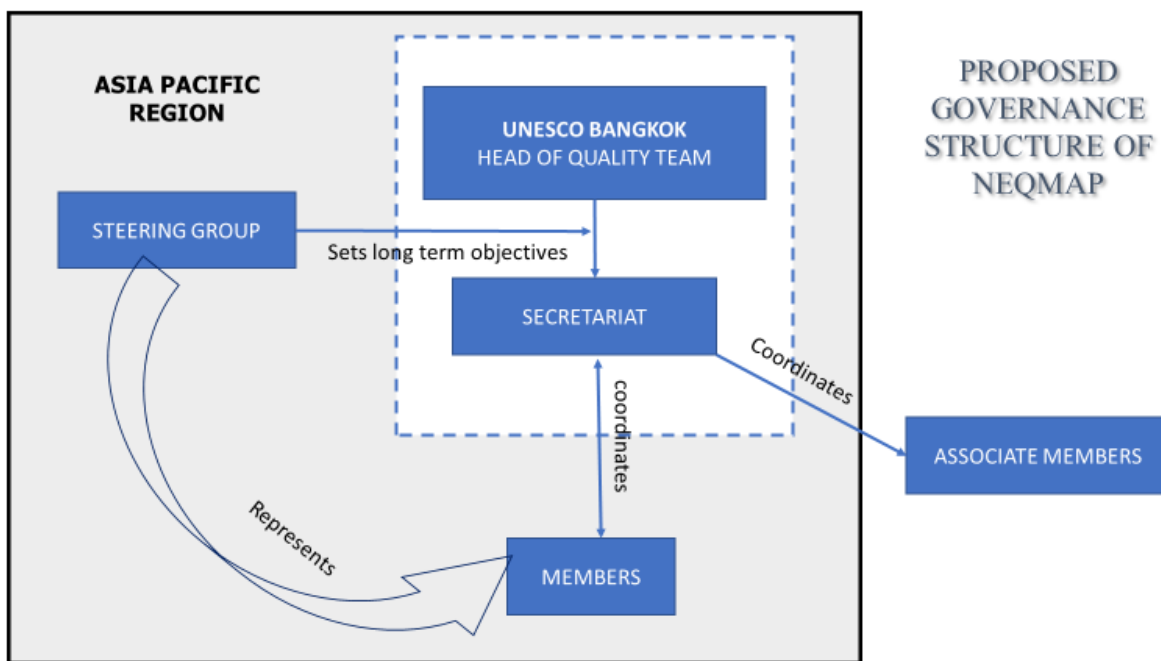 ASIA PACIFIC
REGION
UNESCO BANGKOK
HEAD OF QUALITY TEAM
PROPOSED
GOVERNANCE
STRUCTURE OF
NEQMAP
STEERING GROUP
Sets long term objectives
SECRETARIAT
Coordinates
coordinates
ASSOCIATE MEMBERS
Represents
MEMBERS